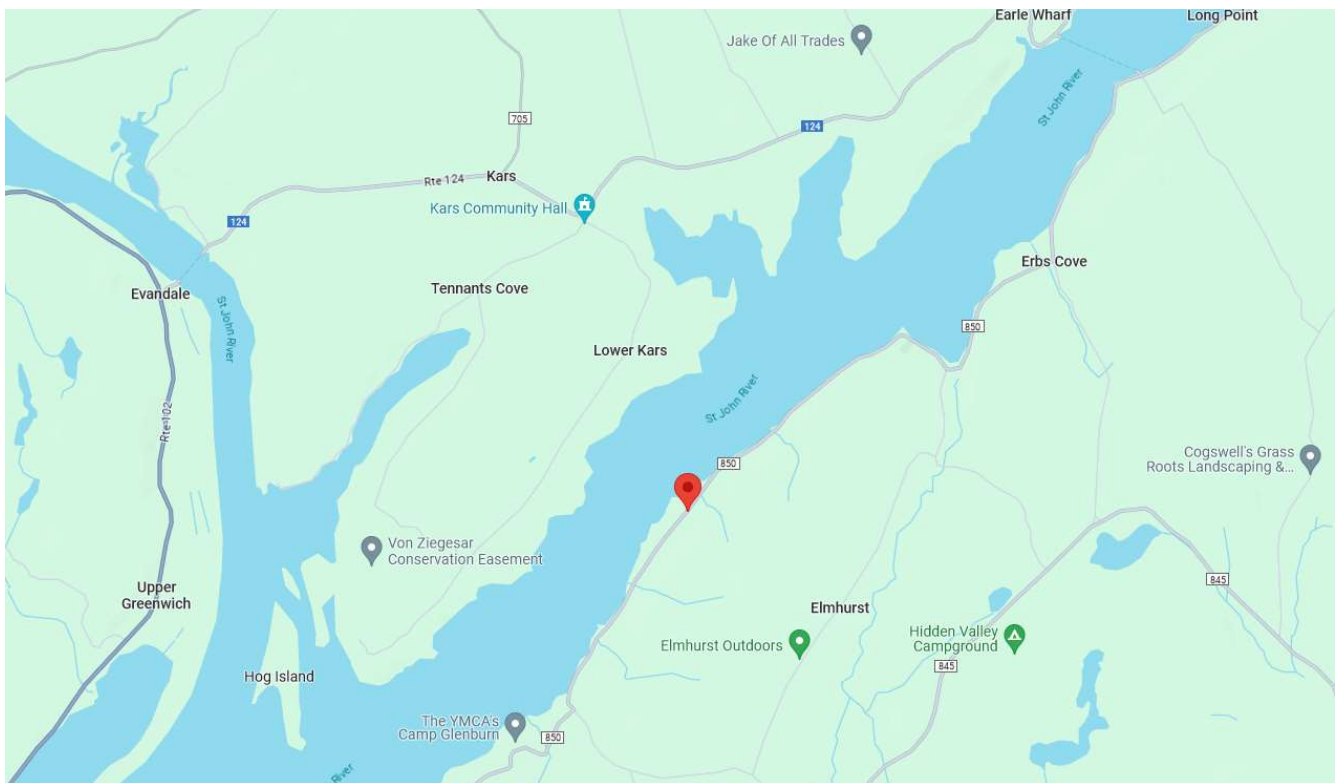 Earle Wharf
Long Point
Jake Of All Trades
St John River
705
124
Rte 124
Kars
Kars Community Hall
124
Evandale
Tennants Cove
Erbs Cove
St John River
850
Lower Kars
Rte 102
St John River
850
Cogswell's Grass
Roots Landscaping &...
Von Ziegesar
Conservation Easement
Upper
Greenwich
845
Elmhurst
Elmhurst Outdoors
Hidden Valley
Campground
845
Hog Island
The YMCA's
Camp Glenburn
850
River